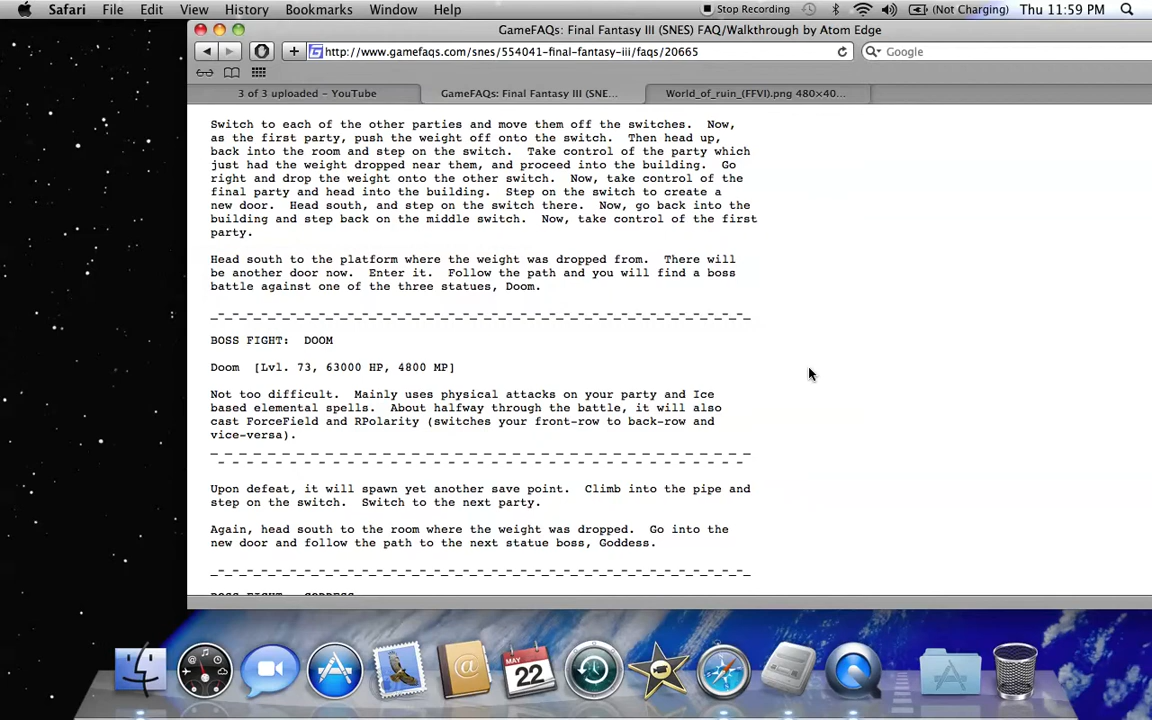 Safari File Edit View History Bookmarks Window Help Stop Recording (Not Charging) Thu 11:59 PM
GameFAQs: Final Fantasy III (SNES) FAQ/Walkthrough by Atom Edge
http://www.gamefaqs.com/snes/554041-final-fantasy-iii/faqs/20665 Google
3 of 3 uploaded – YouTube GameFAQs: Final Fantasy III (SNE... World_of_ruin_(FFVI).png 480×40...
Switch to each of the other parties and move them off the switches. Now,
as the first party, push the weight off onto the switch. Then head up,
back into the room and step on the switch. Take control of the party which
just had the weight dropped near them, and proceed into the building. Go
right and drop the weight onto the other switch. Now, take control of the
final party and head into the building. Step on the switch to create a
new door. Head south, and step on the switch there. Now, go back into the
building and step back on the middle switch. Now, take control of the first
party.
Head south to the platform where the weight was dropped from. There will
be another door now. Enter it. Follow the path and you will find a boss
battle against one of the three statues, Doom.
BOSS FIGHT: DOOM
Doom [Lvl. 73, 63000 HP, 4800 MP]
Not too difficult. Mainly uses physical attacks on your party and Ice
based elemental spells. About halfway through the battle, it will also
cast ForceField and RPolarity (switches your front-row to back-row and
vice-versa).
Upon defeat, it will spawn yet another save point. Climb into the pipe and
step on the switch. Switch to the next party.
Again, head south to the room where the weight was dropped. Go into the
new door and follow the path to the next statue boss, Goddess.
BOSS FIGHT: GODDESS
MAY
22